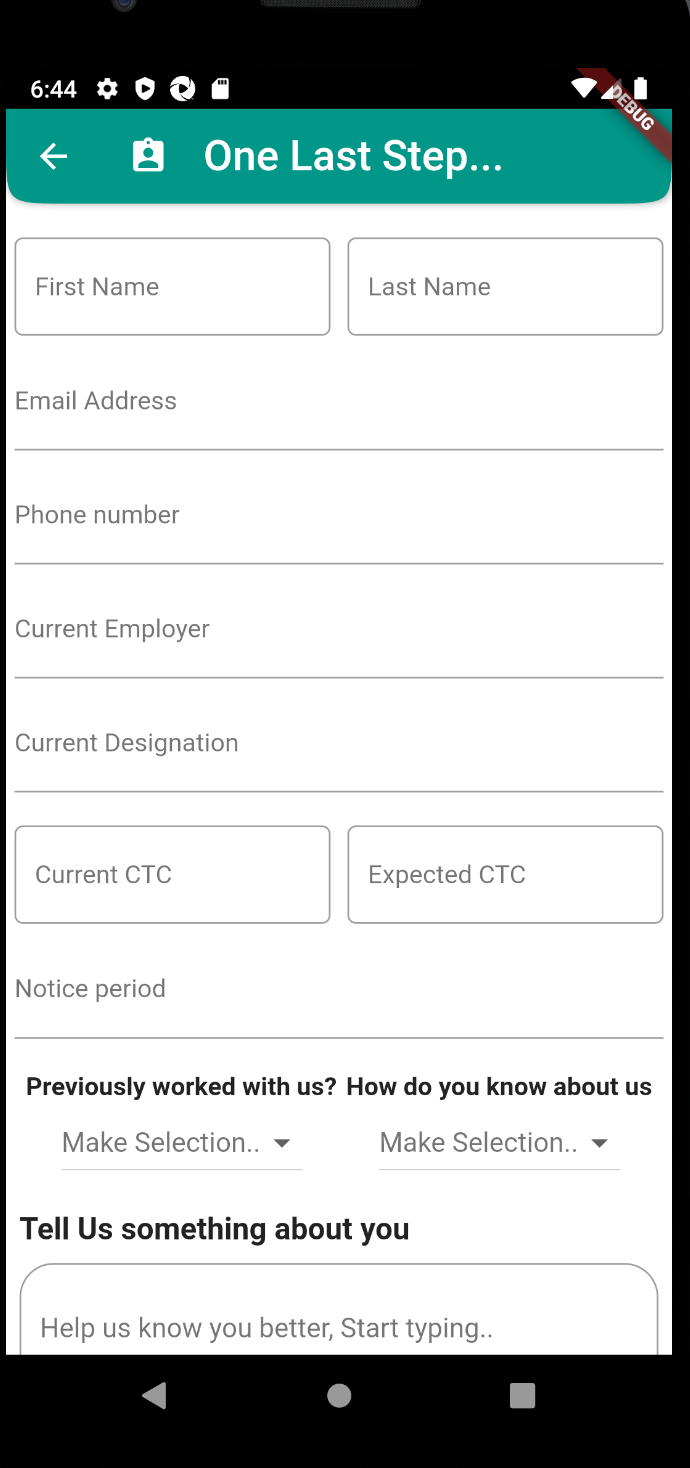 6:44
DEBUG
One Last Step...
First Name Last Name
Email Address
Phone number
Current Employer
Current Designation
Current CTC Expected CTC
Notice period
Previously worked with us? How do you know about us
Make Selection.. Make Selection..
Tell Us something about you
Help us know you better, Start typing..